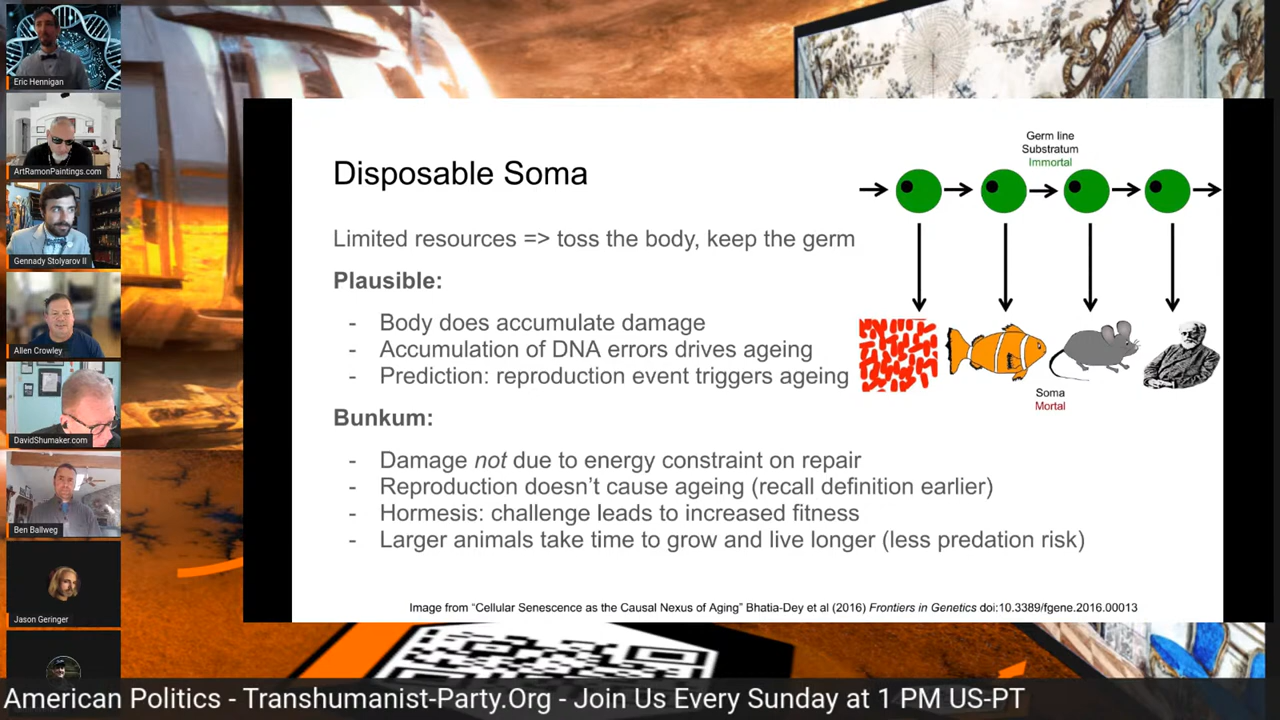 Eric Hennigan
ArtRamonPaintings.com
Gennady Stolyarov II
Allen Crowley
DavidShumaker.com
Ben Ballweg
Jason Geringer
Disposable Soma
Limited resources => toss the body, keep the germ
Plausible:
- Body does accumulate damage
- Accumulation of DNA errors drives ageing
- Prediction: reproduction event triggers ageing
Bunkum:
- Damage not due to energy constraint on repair
- Reproduction doesn't cause ageing (recall definition earlier)
- Hormesis: challenge leads to increased fitness
- Larger animals take time to grow and live longer (less predation risk)
Germ line
Substratum
Immortal
Soma
Mortal
Image from “Cellular Senescence as the Causal Nexus of Aging” Bhatia-Dey et al (2016) Frontiers in Genetics doi:10.3389/fgene.2016.00013
American Politics - Transhumanist-Party.Org - Join Us Every Sunday at 1 PM US-PT